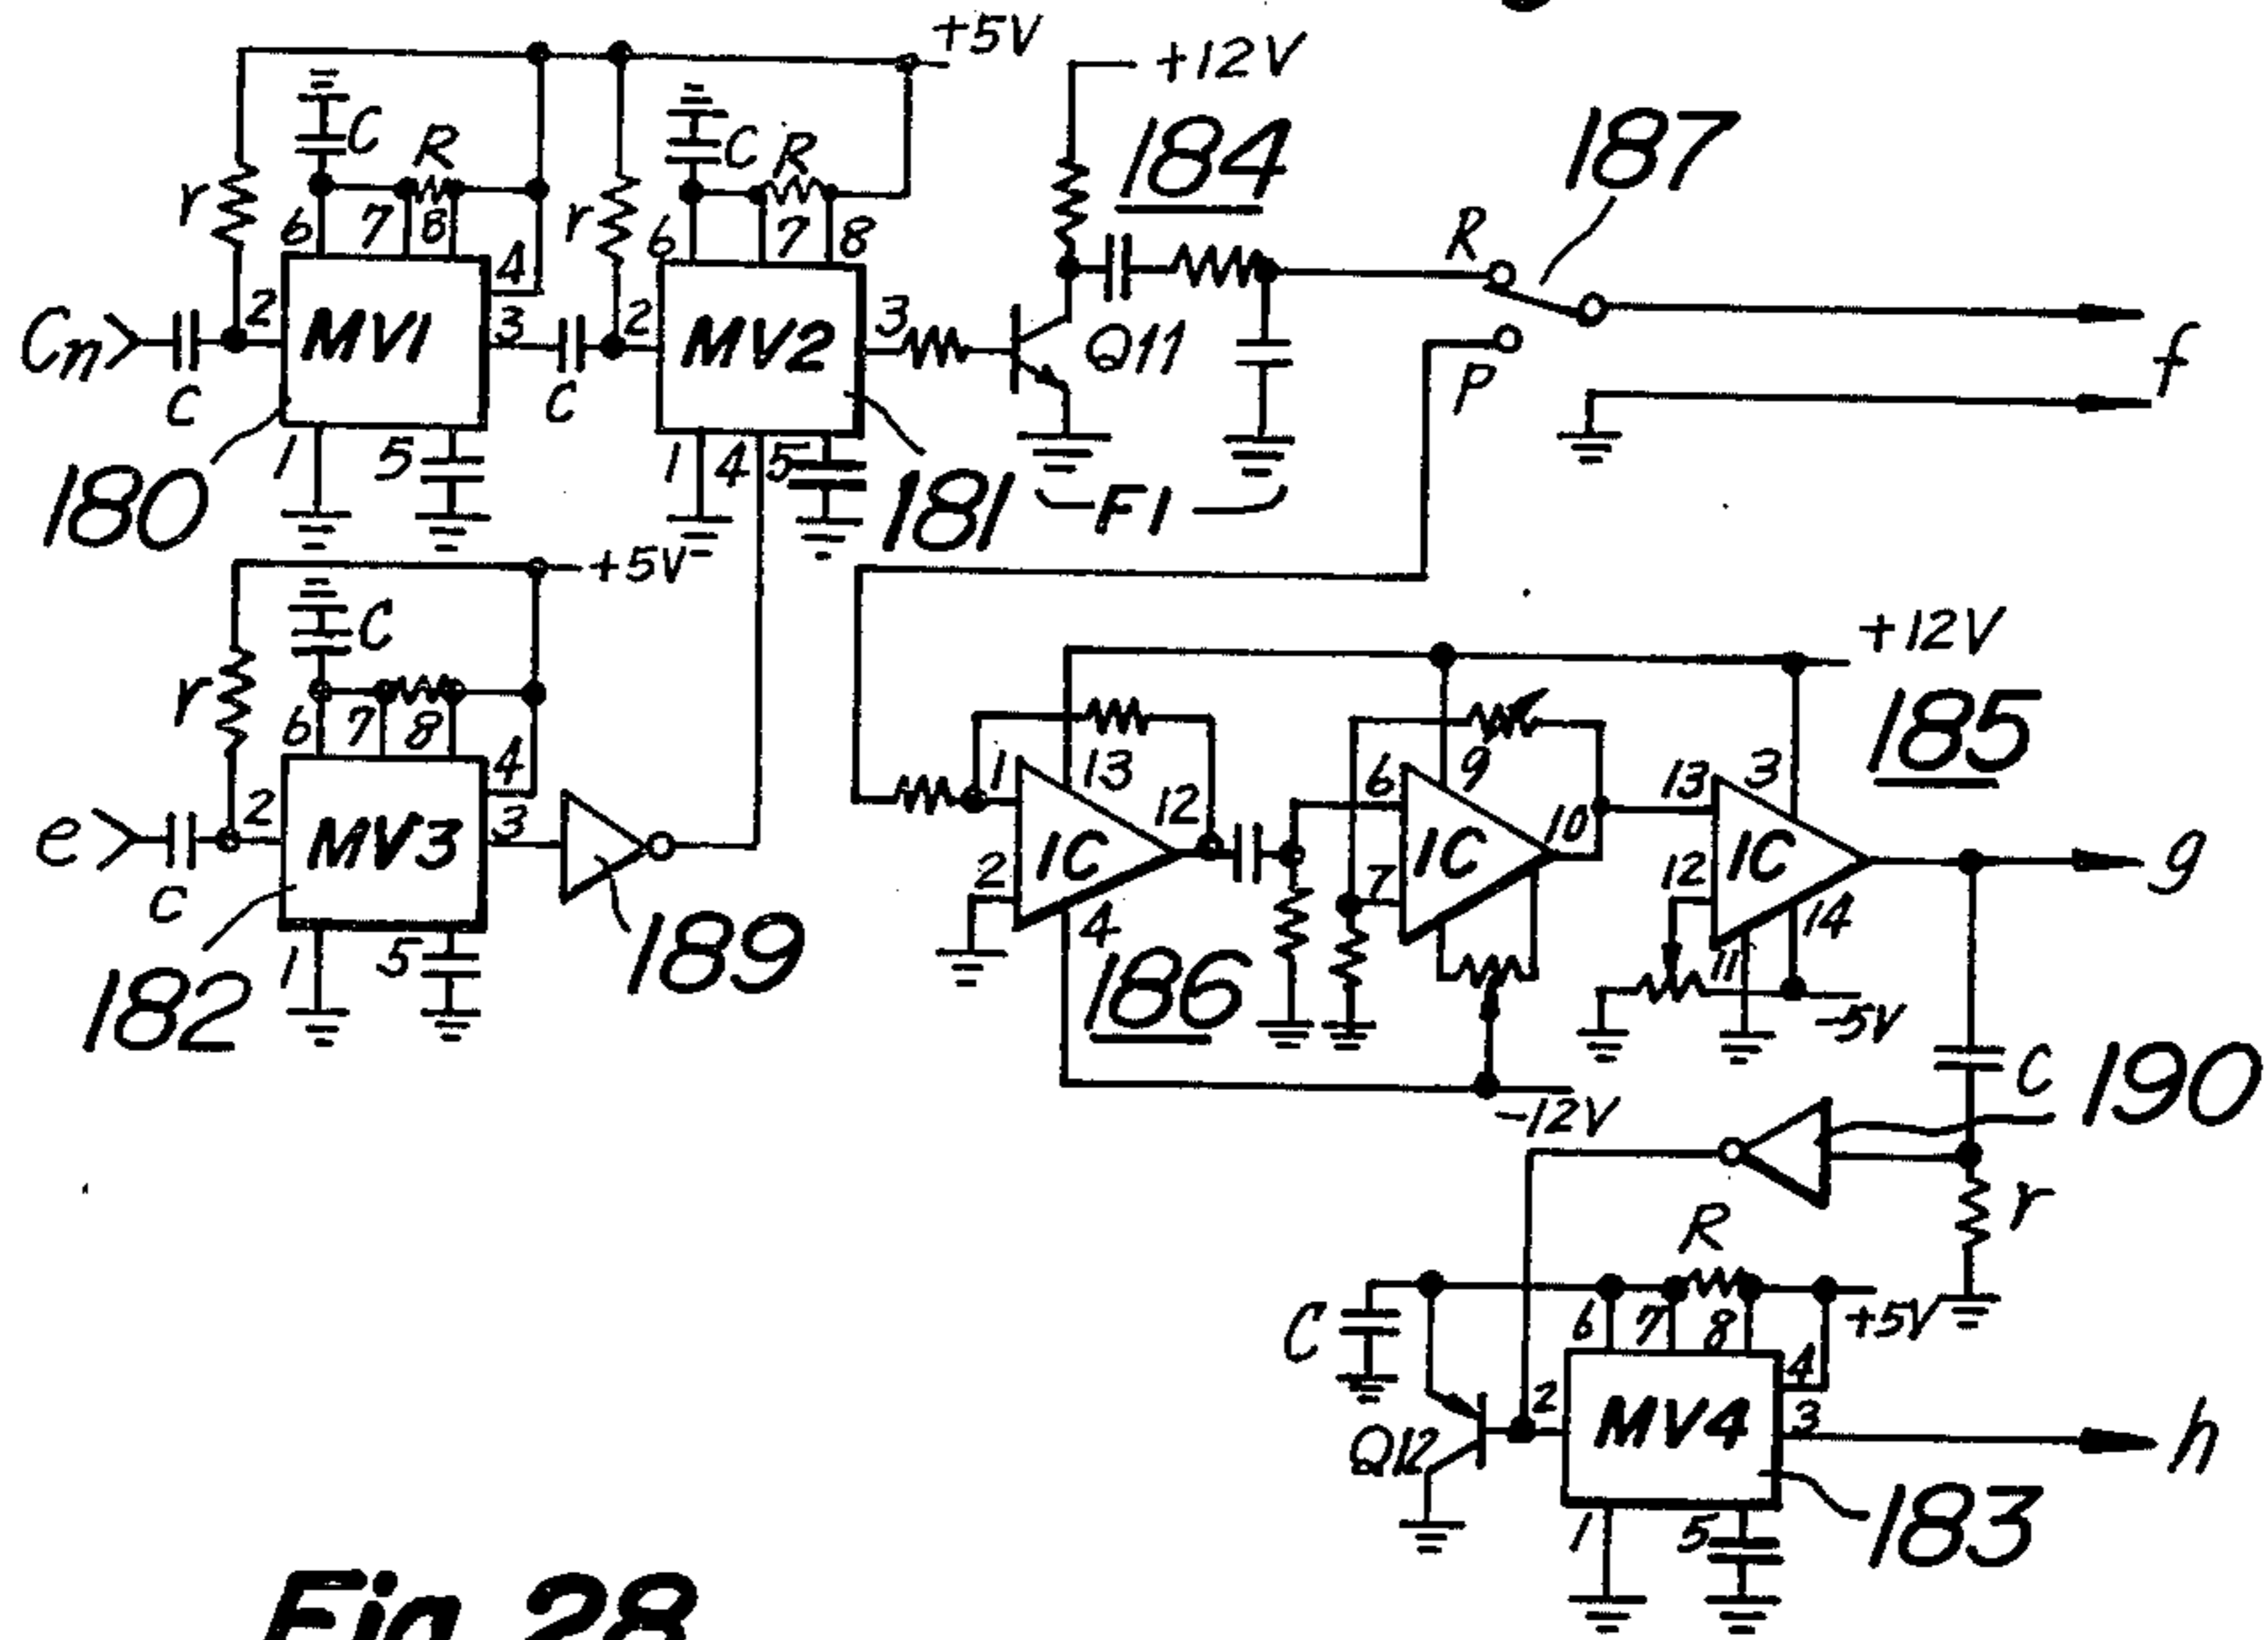 +5V
+12V
184
187
C
R
C
R
r
6
7
8
r
6
7
8
R
4
Cn
2
MV1
3
2
MV2
3
Q11
f
C
C
P
1
5
1
4
5
180
181
F1
+5V
C
+12V
r
6
7
8
185
4
1
13
6
9
13
3
e
2
MV3
3
12
10
IC
IC
IC
g
C
2
7
12
189
4
14
1
5
11
182
186
-5V
C
190
-12V
r
R
C
6
7
8
+5V
4
2
MV4
3
Q12
h
1
5
183
Fig. 28